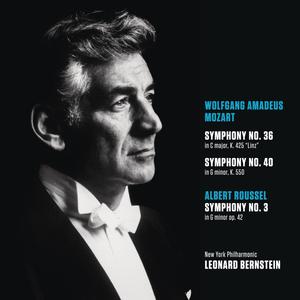 WOLFGANG AMADEUS
MOZART
SYMPHONY NO. 36
in C major, K. 425 "Linz"
SYMPHONY NO. 40
in G minor, K. 550
ALBERT ROUSSEL
SYMPHONY NO. 3
in G minor op. 42
New York Philharmonic
LEONARD BERNSTEIN